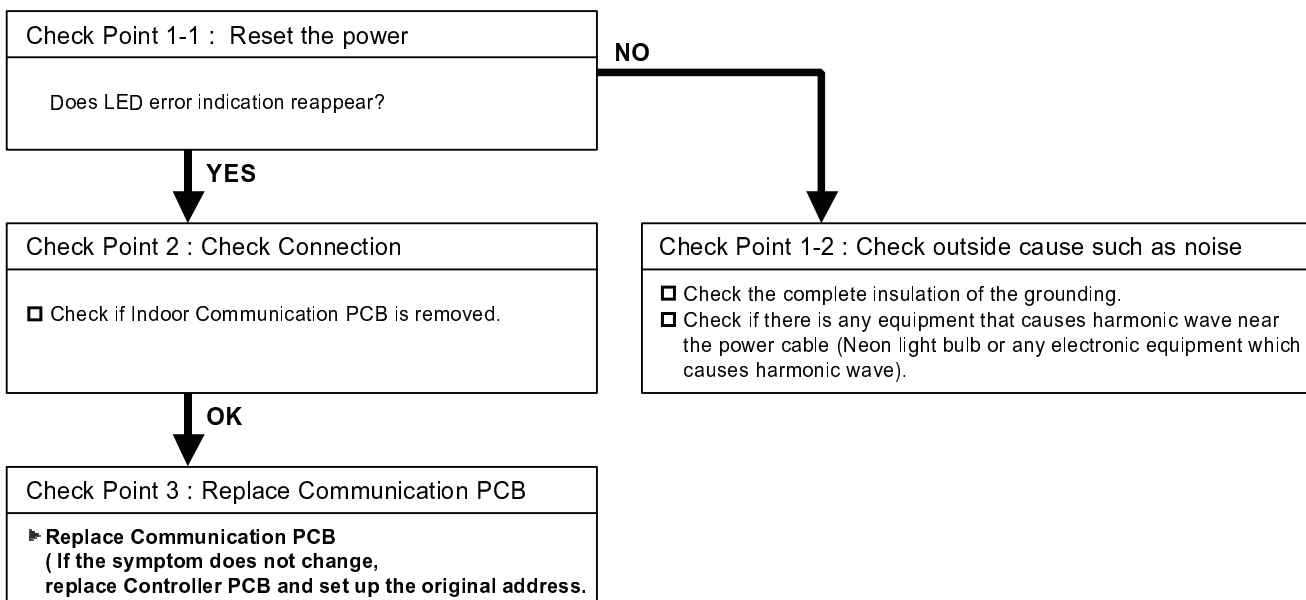 Check Point 1-1 : Reset the power
Does LED error indication reappear?
NO
YES
Check Point 2 : Check Connection
Check if Indoor Communication PCB is removed.
Check Point 1-2 : Check outside cause such as noise
Check the complete insulation of the grounding.
Check if there is any equipment that causes harmonic wave near
the power cable (Neon light bulb or any electronic equipment which
causes harmonic wave).
OK
Check Point 3 : Replace Communication PCB
Replace Communication PCB
( If the symptom does not change,
replace Controller PCB and set up the original address.